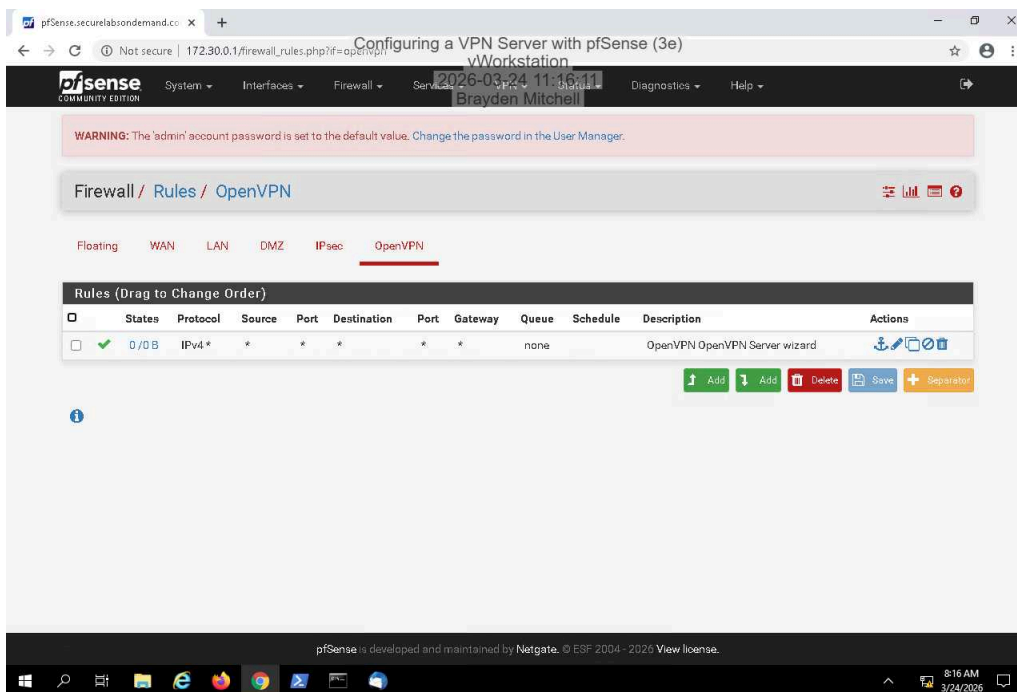 pfSense.securelabsondemand.co
Not secure | 172.30.0.1/firewall_rules.php?if=openvpn
Configuring a VPN Server with pfSense (3e)
vWorkstation
2026-03-24 11:16:11
Brayden Mitchell
pfsense
COMMUNITY EDITION
System Interfaces Firewall Services VPN Status Diagnostics Help
WARNING: The 'admin' account password is set to the default value. Change the password in the User Manager.
Firewall / Rules / OpenVPN
Floating WAN LAN DMZ IPsec OpenVPN
Rules (Drag to Change Order)
States Protocol Source Port Destination Port Gateway Queue Schedule Description Actions
0 / 0 B IPv4 * * * * * * none OpenVPN OpenVPN Server wizard
Add Add Delete Save Separator
pfSense is developed and maintained by Netgate. © ESF 2004 - 2026 View license.
8:16 AM
3/24/2026